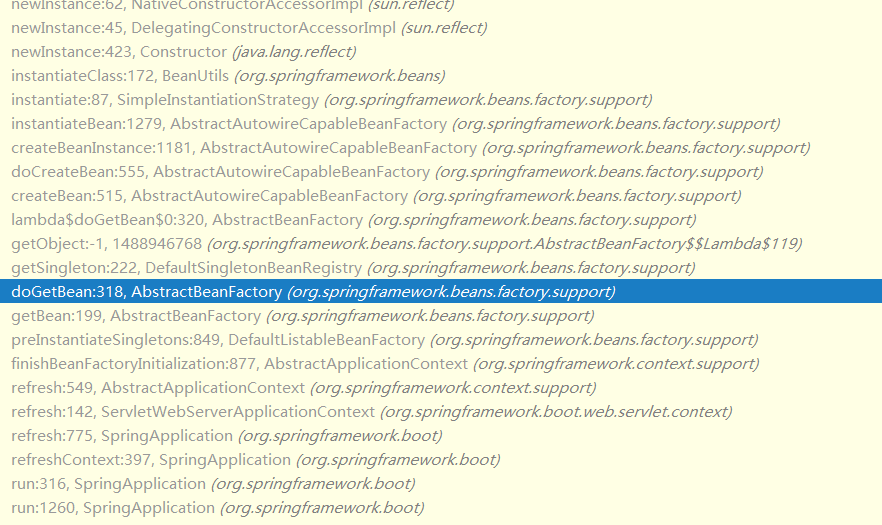 newInstance:62, NativeConstructorAccessorImpl (sun.reflect)
newInstance:45, DelegatingConstructorAccessorImpl (sun.reflect)
newInstance:423, Constructor (java.lang.reflect)
instantiateClass:172, BeanUtils (org.springframework.beans)
instantiate:87, SimpleInstantiationStrategy (org.springframework.beans.factory.support)
instantiateBean:1279, AbstractAutowireCapableBeanFactory (org.springframework.beans.factory.support)
createBeanInstance:1181, AbstractAutowireCapableBeanFactory (org.springframework.beans.factory.support)
doCreateBean:555, AbstractAutowireCapableBeanFactory (org.springframework.beans.factory.support)
createBean:515, AbstractAutowireCapableBeanFactory (org.springframework.beans.factory.support)
lambda$doGetBean$0:320, AbstractBeanFactory (org.springframework.beans.factory.support)
getObject:-1, 1488946768 (org.springframework.beans.factory.support.AbstractBeanFactory$$Lambda$119)
getSingleton:222, DefaultSingletonBeanRegistry (org.springframework.beans.factory.support)
doGetBean:318, AbstractBeanFactory (org.springframework.beans.factory.support)
getBean:199, AbstractBeanFactory (org.springframework.beans.factory.support)
preInstantiateSingletons:849, DefaultListableBeanFactory (org.springframework.beans.factory.support)
finishBeanFactoryInitialization:877, AbstractApplicationContext (org.springframework.context.support)
refresh:549, AbstractApplicationContext (org.springframework.context.support)
refresh:142, ServletWebServerApplicationContext (org.springframework.boot.web.servlet.context)
refresh:775, SpringApplication (org.springframework.boot)
refreshContext:397, SpringApplication (org.springframework.boot)
run:316, SpringApplication (org.springframework.boot)
run:1260, SpringApplication (org.springframework.boot)